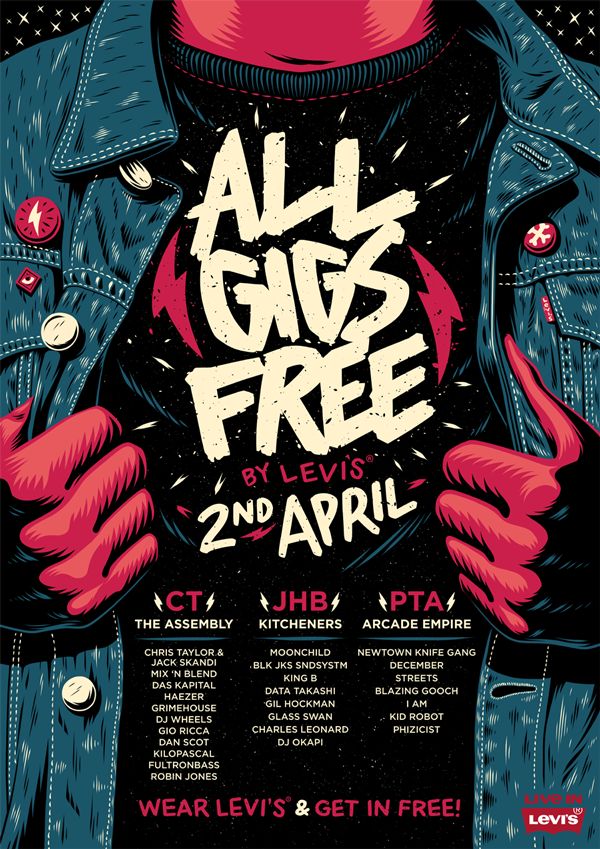 ALL
GIGS
FREE
BY LEVI'S®
2ND APRIL
CT
THE ASSEMBLY
CHRIS TAYLOR &
JACK SKANDI
MIX 'N BLEND
DAS KAPITAL
HAEZER
GRIMEHOUSE
DJ WHEELS
GIO RICCA
DAN SCOT
KILOPASCAL
FULTRONBASS
ROBIN JONES
JHB
KITCHENERS
MOONCHILD
BLK JKS SNDSYSTM
KING B
DATA TAKASHI
GIL HOCKMAN
GLASS SWAN
CHARLES LEONARD
DJ OKAPI
PTA
ARCADE EMPIRE
NEWTOWN KNIFE GANG
DECEMBER
STREETS
BLAZING GOOCH
I AM
KID ROBOT
PHIZICIST
WEAR LEVI'S® & GET IN FREE!
LIVE IN
LEVI'S®